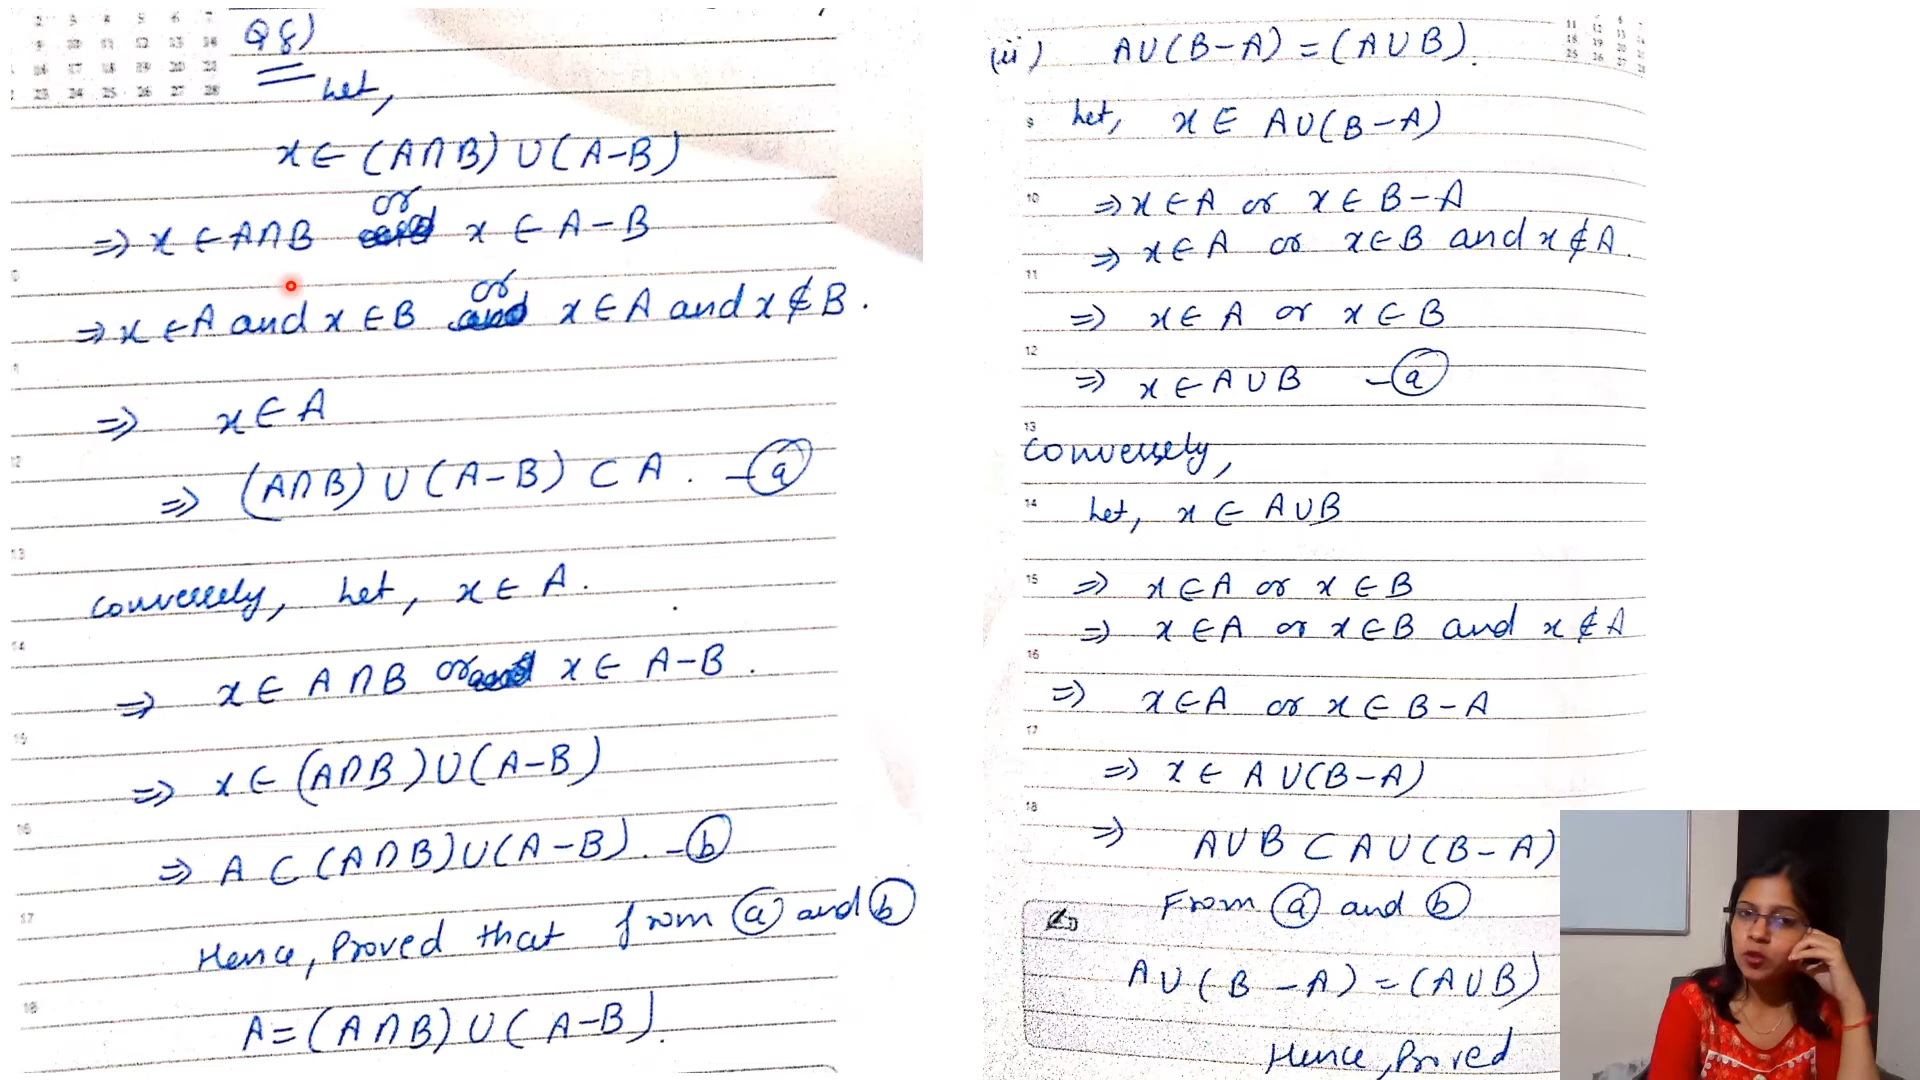 Q 8)
Let,
x ∈ (A∩B) ∪ (A-B)
⇒ x ∈ A∩B or x ∈ A-B
⇒ x ∈ A and x ∈ B or x ∈ A and x ∉ B.
⇒ x ∈ A
⇒ (A∩B) ∪ (A-B) ⊂ A. - (a)
Conversely, Let, x ∈ A.
⇒ x ∈ A∩B or x ∈ A-B.
⇒ x ∈ (A∩B) ∪ (A-B)
⇒ A ⊂ (A∩B) ∪ (A-B). - (b)
Hence, Proved that from (a) and (b)
A = (A∩B) ∪ (A-B).
(ii) A∪(B-A) = (A∪B).
Let, x ∈ A∪(B-A)
⇒ x ∈ A or x ∈ B-A
⇒ x ∈ A or x ∈ B and x ∉ A.
⇒ x ∈ A or x ∈ B
⇒ x ∈ A∪B - (a)
Conversely,
Let, x ∈ A∪B
⇒ x ∈ A or x ∈ B
⇒ x ∈ A or x ∈ B and x ∉ A
⇒ x ∈ A or x ∈ B-A
⇒ x ∈ A∪(B-A)
⇒ A∪B ⊂ A∪(B-A)
From (a) and (b)
A∪(B-A) = (A∪B)
Hence, Proved